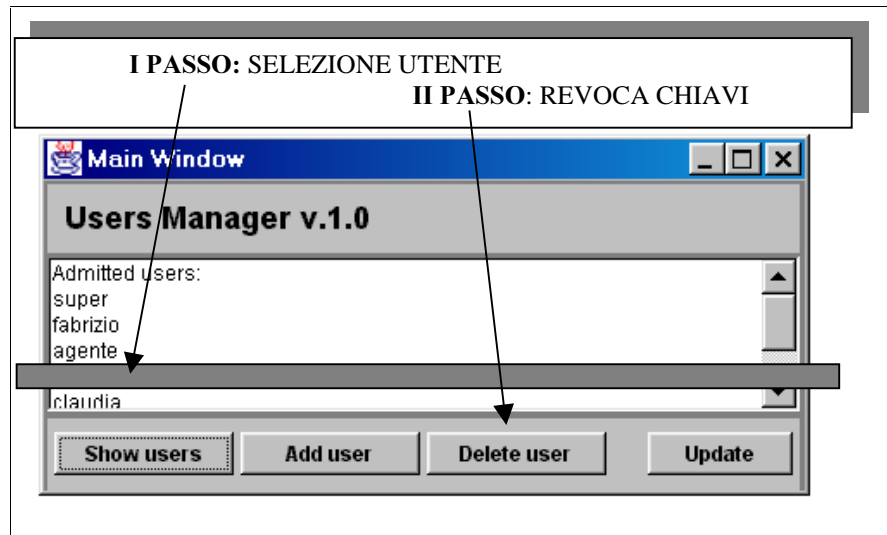 I PASSO: SELEZIONE UTENTE
II PASSO: REVOCA CHIAVI
Main Window
Users Manager v.1.0
Admitted users:
super
fabrizio
agente
claudia
Show users Add user Delete user Update